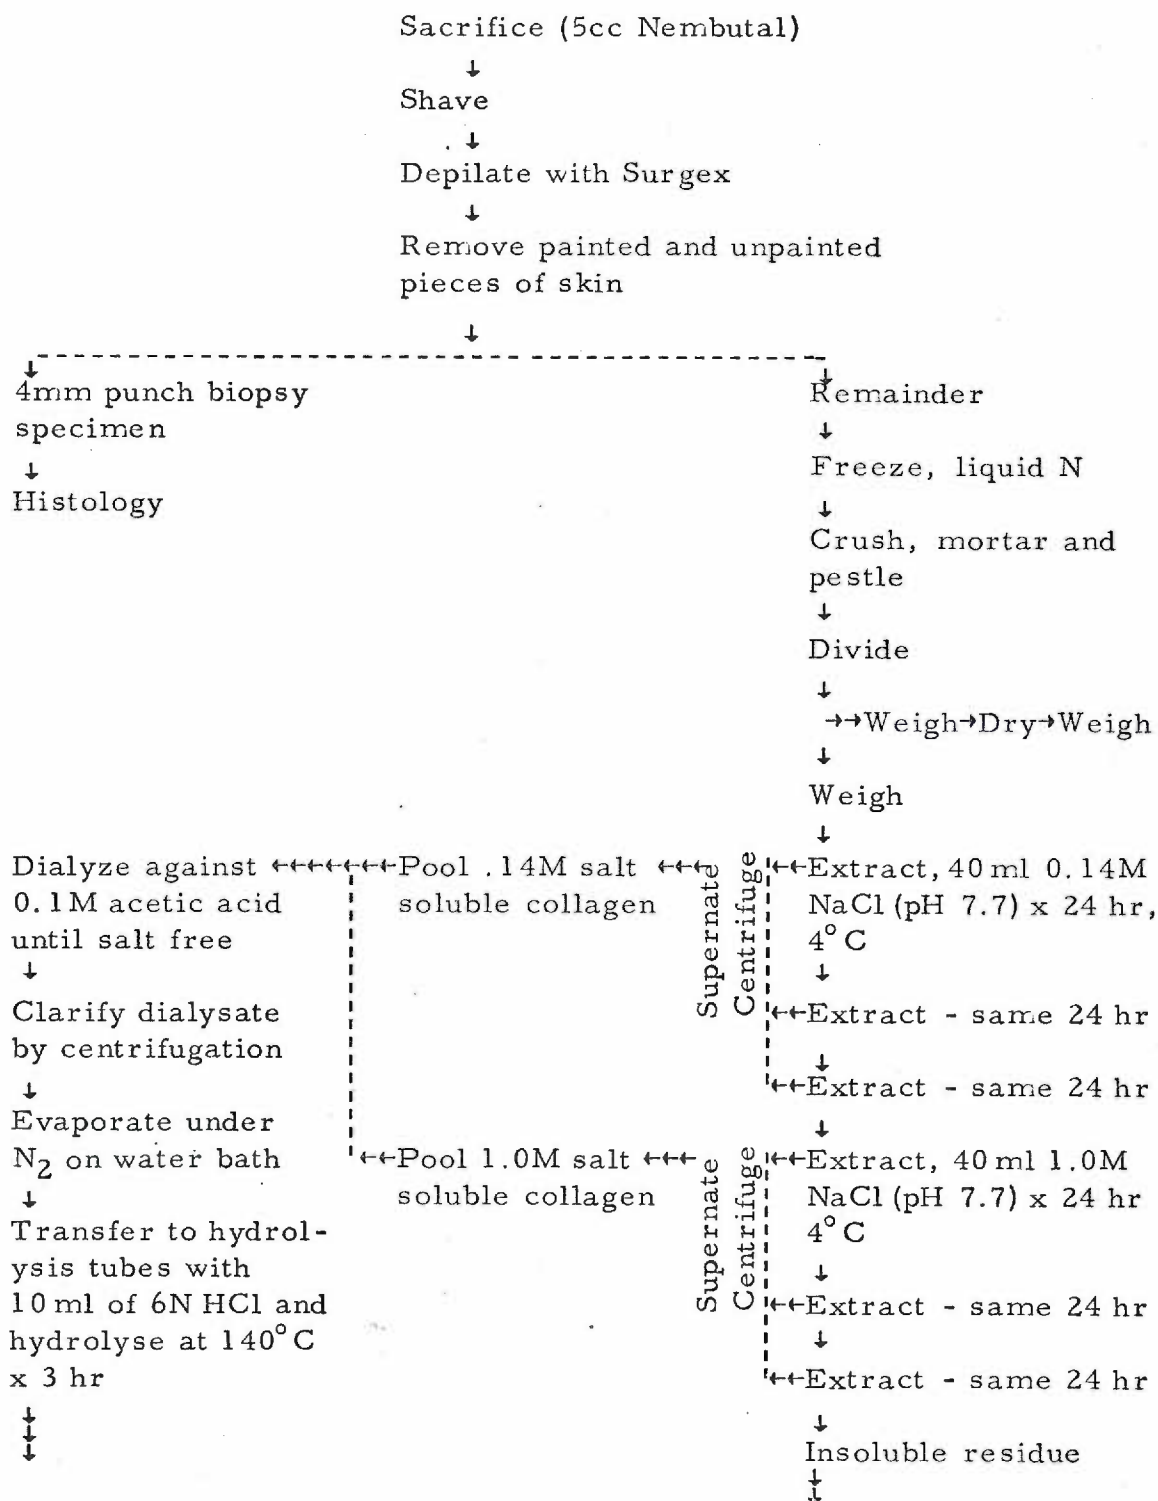 Sacrifice (5cc Nembutal)
↓
Shave
↓
Depilate with Surgex
↓
Remove painted and unpainted
pieces of skin
↓
4mm punch biopsy
specimen
↓
Histology
Remainder
↓
Freeze, liquid N
↓
Crush, mortar and
pestle
↓
Divide
↓
→→Weigh→Dry→Weigh
↓
Weigh
↓
Extract, 40 ml 0.14M
NaCl (pH 7.7) x 24 hr,
4°C
↓
Extract - same 24 hr
↓
Extract - same 24 hr
↓
Centrifuge
Supernate
Pool .14M salt
soluble collagen
Extract, 40 ml 1.0M
NaCl (pH 7.7) x 24 hr
4°C
↓
Extract - same 24 hr
↓
Extract - same 24 hr
↓
Insoluble residue
Centrifuge
Supernate
Pool 1.0M salt
soluble collagen
Dialyze against
0.1M acetic acid
until salt free
↓
Clarify dialysate
by centrifugation
↓
Evaporate under
N₂ on water bath
↓
Transfer to hydrol-
ysis tubes with
10 ml of 6N HCl and
hydrolyse at 140°C
x 3 hr